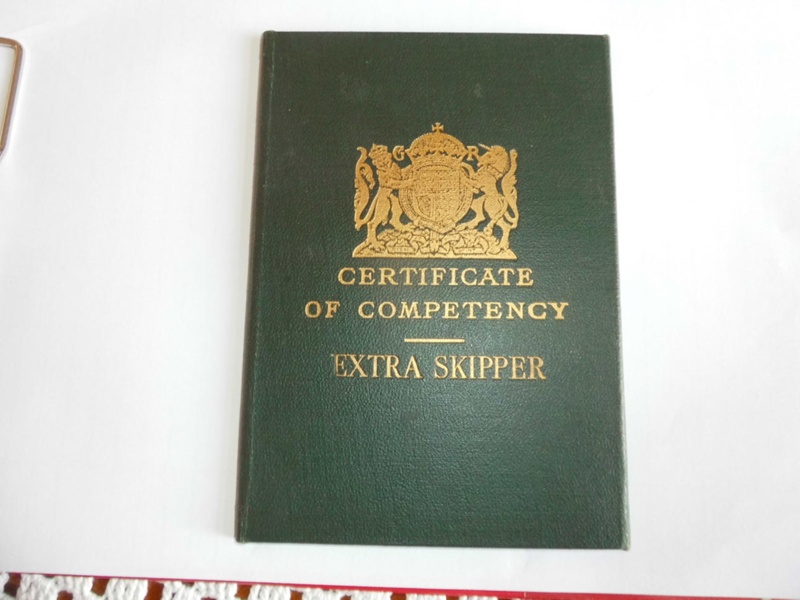 G R
CERTIFICATE
OF COMPETENCY
EXTRA SKIPPER